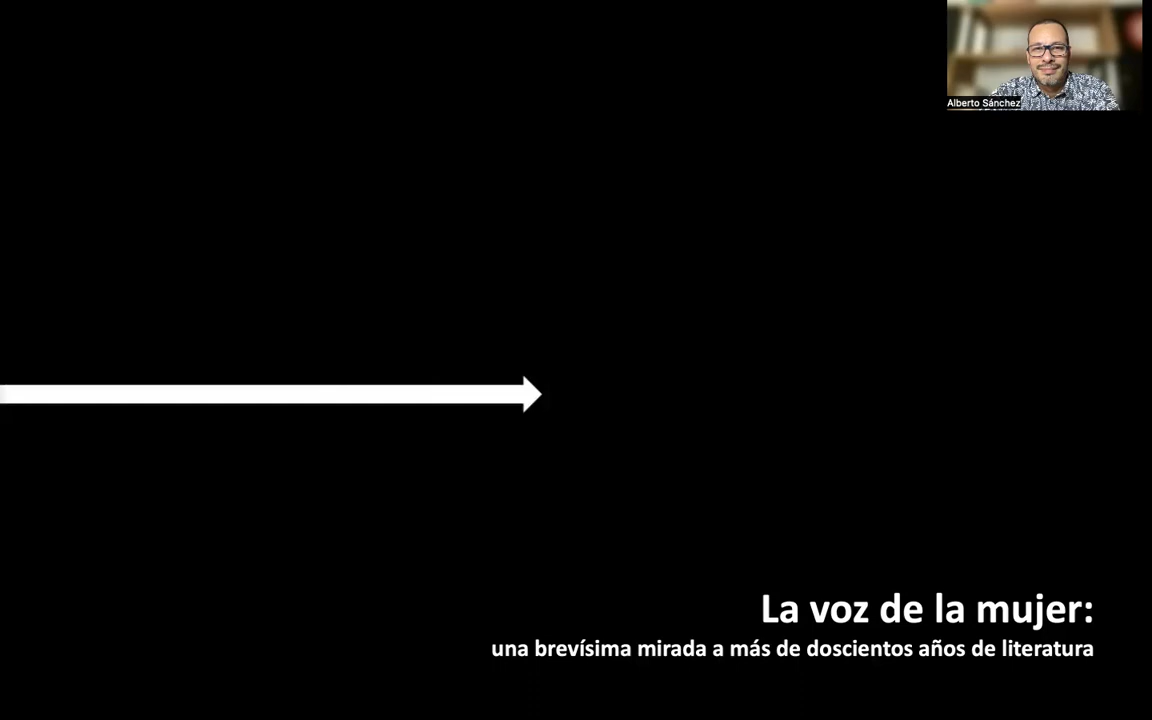 Alberto Sánchez
La voz de la mujer:
una brevísima mirada a más de doscientos años de literatura